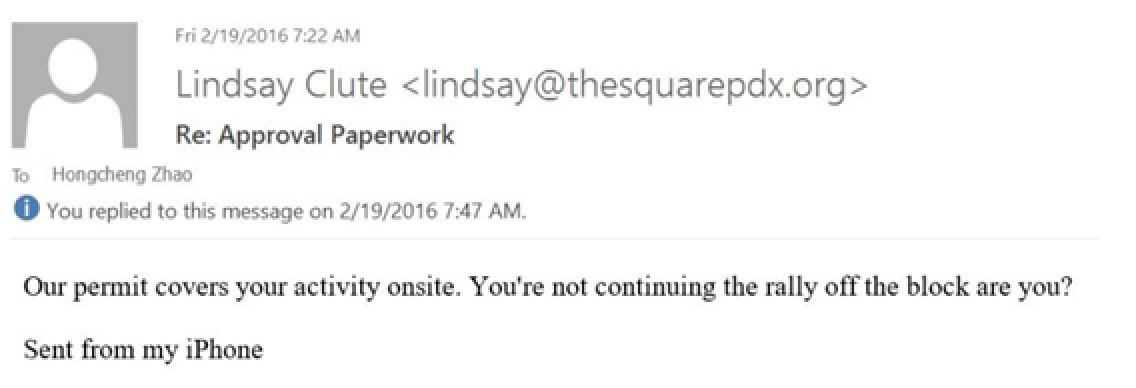 Fri 2/19/2016 7:22 AM
Lindsay Clute <lindsay@thesquarepdx.org>
Re: Approval Paperwork
To Hongcheng Zhao
i You replied to this message on 2/19/2016 7:47 AM.
Our permit covers your activity onsite. You're not continuing the rally off the block are you?
Sent from my iPhone